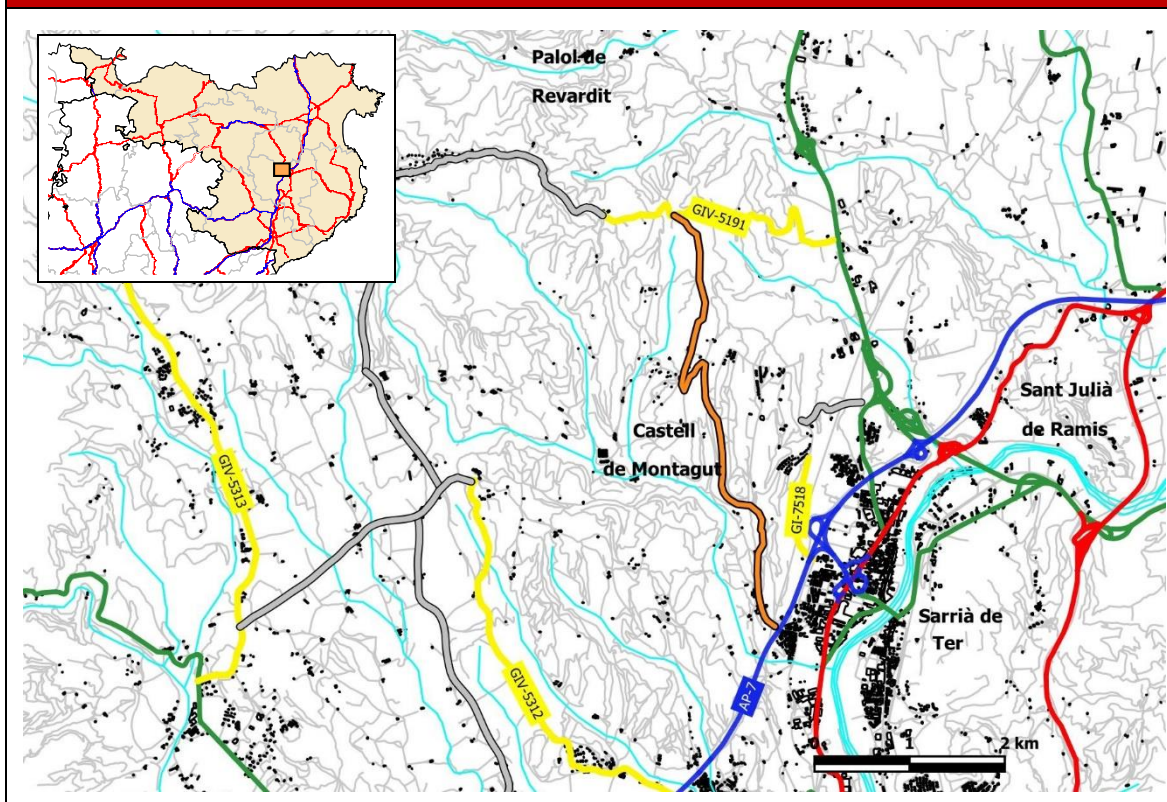 Palol de
Revardit
GIV-5191
Sant Julià
de Ramis
Castell
de Montagut
GIV-5313
GI-7518
Sarrià de
Ter
GIV-5312
AP-7
0 1 2 km